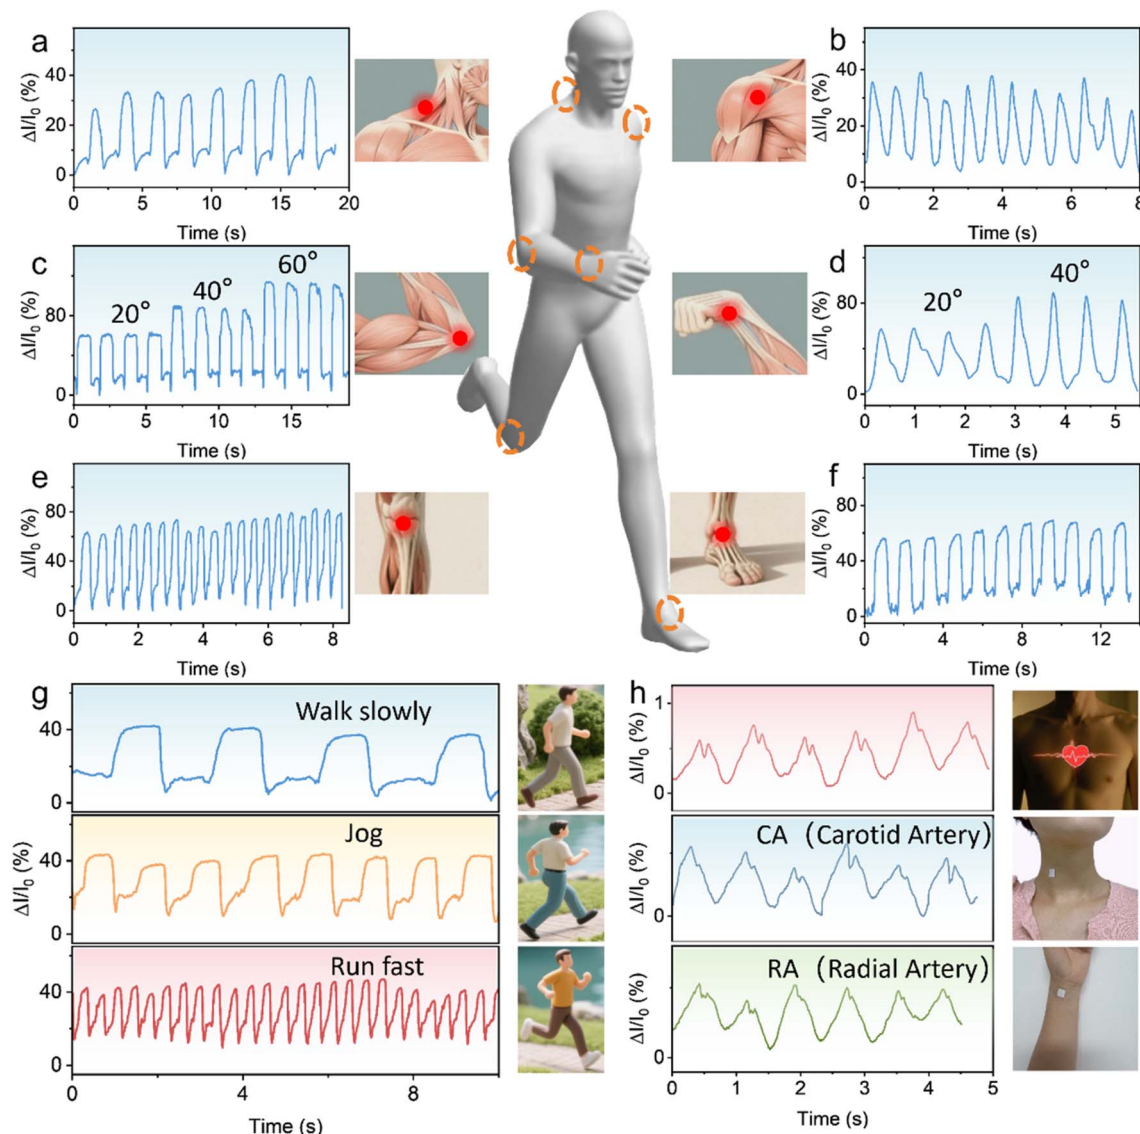 a
ΔI/I₀ (%)
40
20
0
0 5 10 15 20
Time (s)
b
ΔI/I₀ (%)
40
20
0
0 2 4 6 8
Time (s)
c
ΔI/I₀ (%)
80
0
20° 40° 60°
0 5 10 15
Time (s)
d
ΔI/I₀ (%)
80
0
20° 40°
0 1 2 3 4 5
Time (s)
e
ΔI/I₀ (%)
80
40
0
0 2 4 6 8
Time (s)
f
ΔI/I₀ (%)
80
40
0
0 4 8 12
Time (s)
g
Walk slowly
40
0
Jog
ΔI/I₀ (%)
40
0
Run fast
40
0
0 4 8
Time (s)
h
ΔI/I₀ (%)
1
0
CA (Carotid Artery)
ΔI/I₀ (%)
0
RA (Radial Artery)
ΔI/I₀ (%)
0
0 1 2 3 4 5
Time (s)